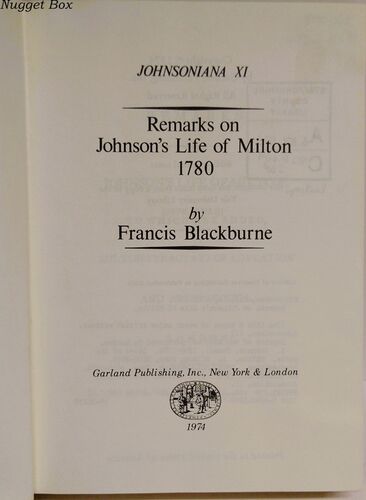 Nugget Box
JOHNSONIANA XI
Remarks on
Johnson's Life of Milton
1780
by
Francis Blackburne
Garland Publishing, Inc., New York & London
1974